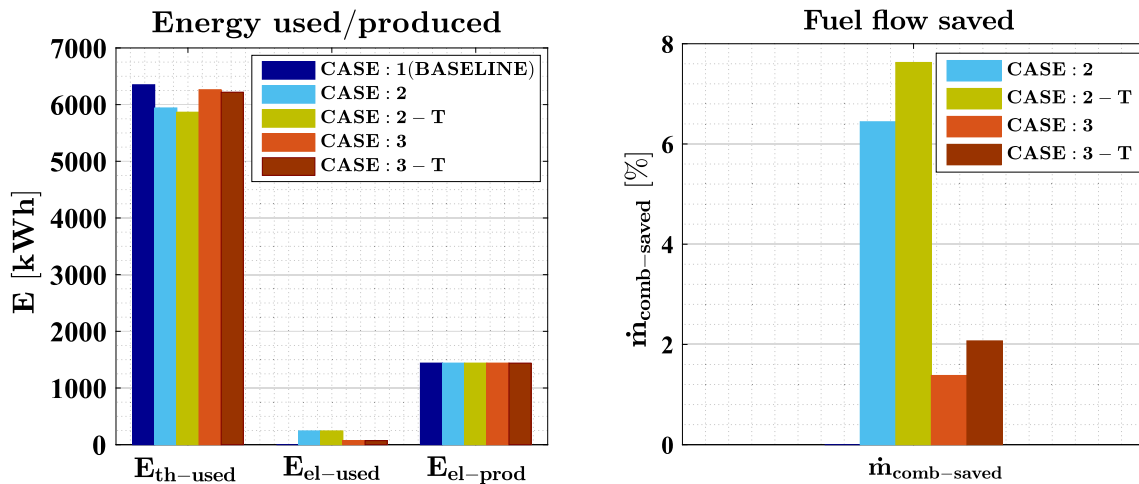 Energy used/produced
7000
6000
5000
4000
3000
2000
1000
0
E [kWh]
CASE : 1(BASELINE)
CASE : 2
CASE : 2 − T
CASE : 3
CASE : 3 − T
E_th−used
E_el−used
E_el−prod
Fuel flow saved
8
6
4
2
0
ṁ_comb−saved [%]
CASE : 2
CASE : 2 − T
CASE : 3
CASE : 3 − T
ṁ_comb−saved